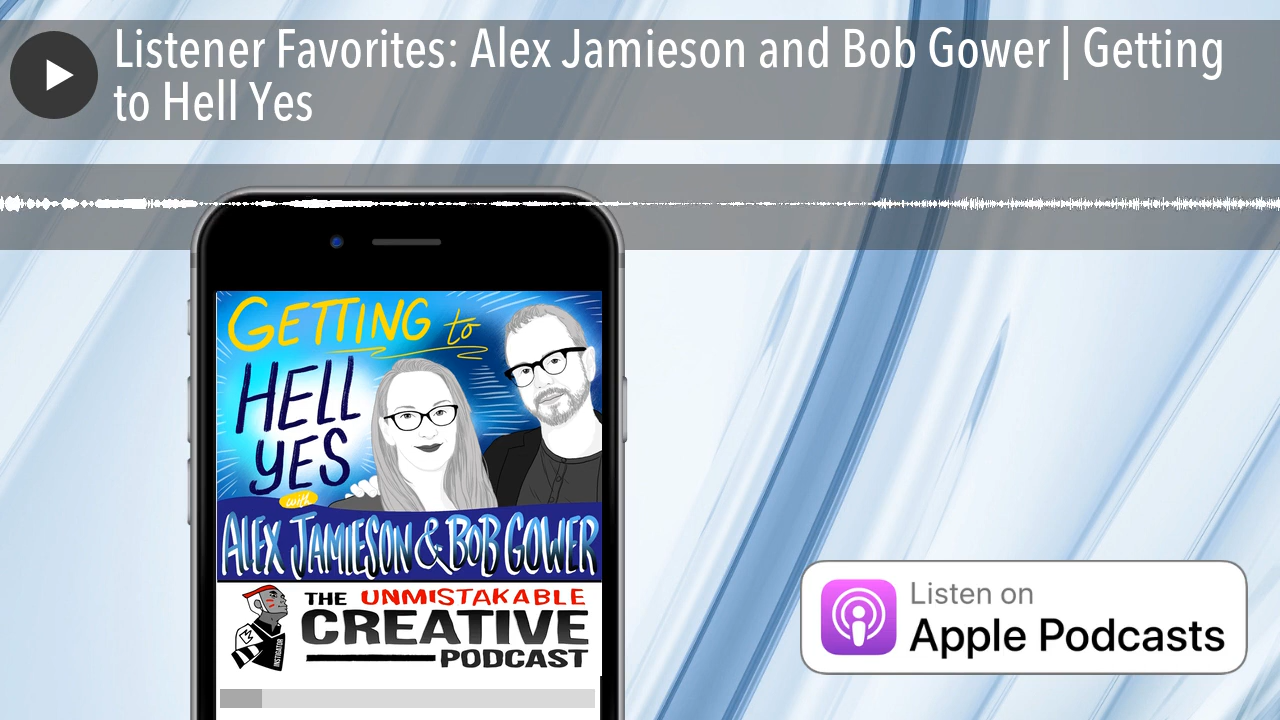 Listener Favorites: Alex Jamieson and Bob Gower | Getting
to Hell Yes
GETTING to
HELL
YES
with
ALEX JAMIESON & BOB GOWER
THE UNMISTAKABLE
CREATIVE
PODCAST
INSTIGATOR
Listen on
Apple Podcasts